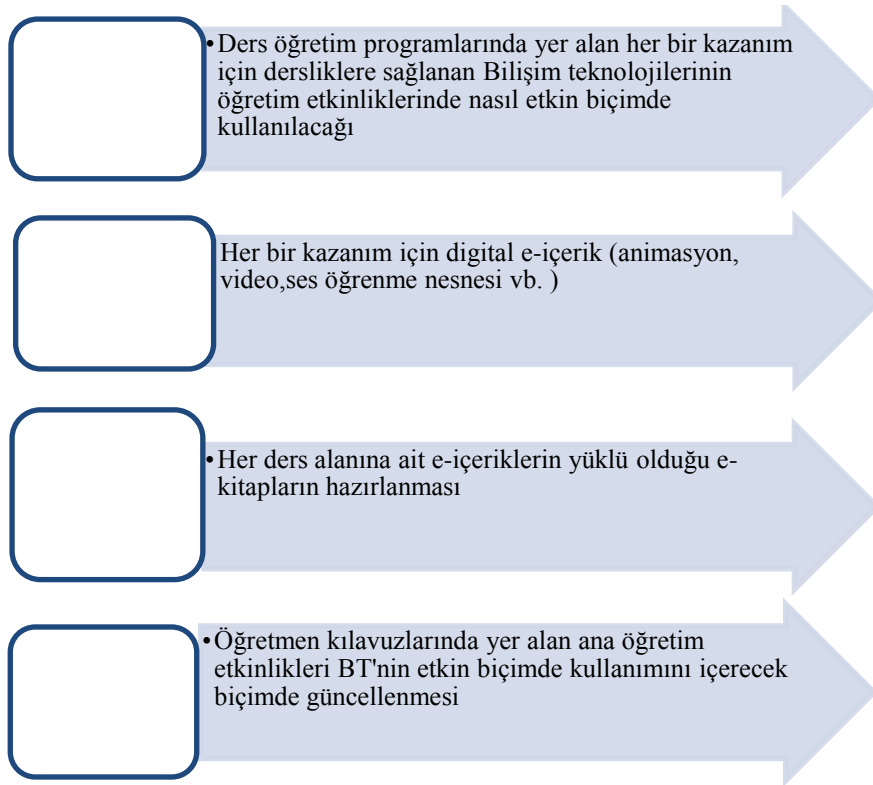 •Ders öğretim programlarında yer alan her bir kazanım
için dersliklere sağlanan Bilişim teknolojilerinin
öğretim etkinliklerinde nasıl etkin biçimde
kullanılacağı
Her bir kazanım için digital e-içerik (animasyon,
video,ses öğrenme nesnesi vb. )
•Her ders alanına ait e-içeriklerin yüklü olduğu e-
kitapların hazırlanması
•Öğretmen kılavuzlarında yer alan ana öğretim
etkinlikleri BT'nin etkin biçimde kullanımını içerecek
biçimde güncellenmesi